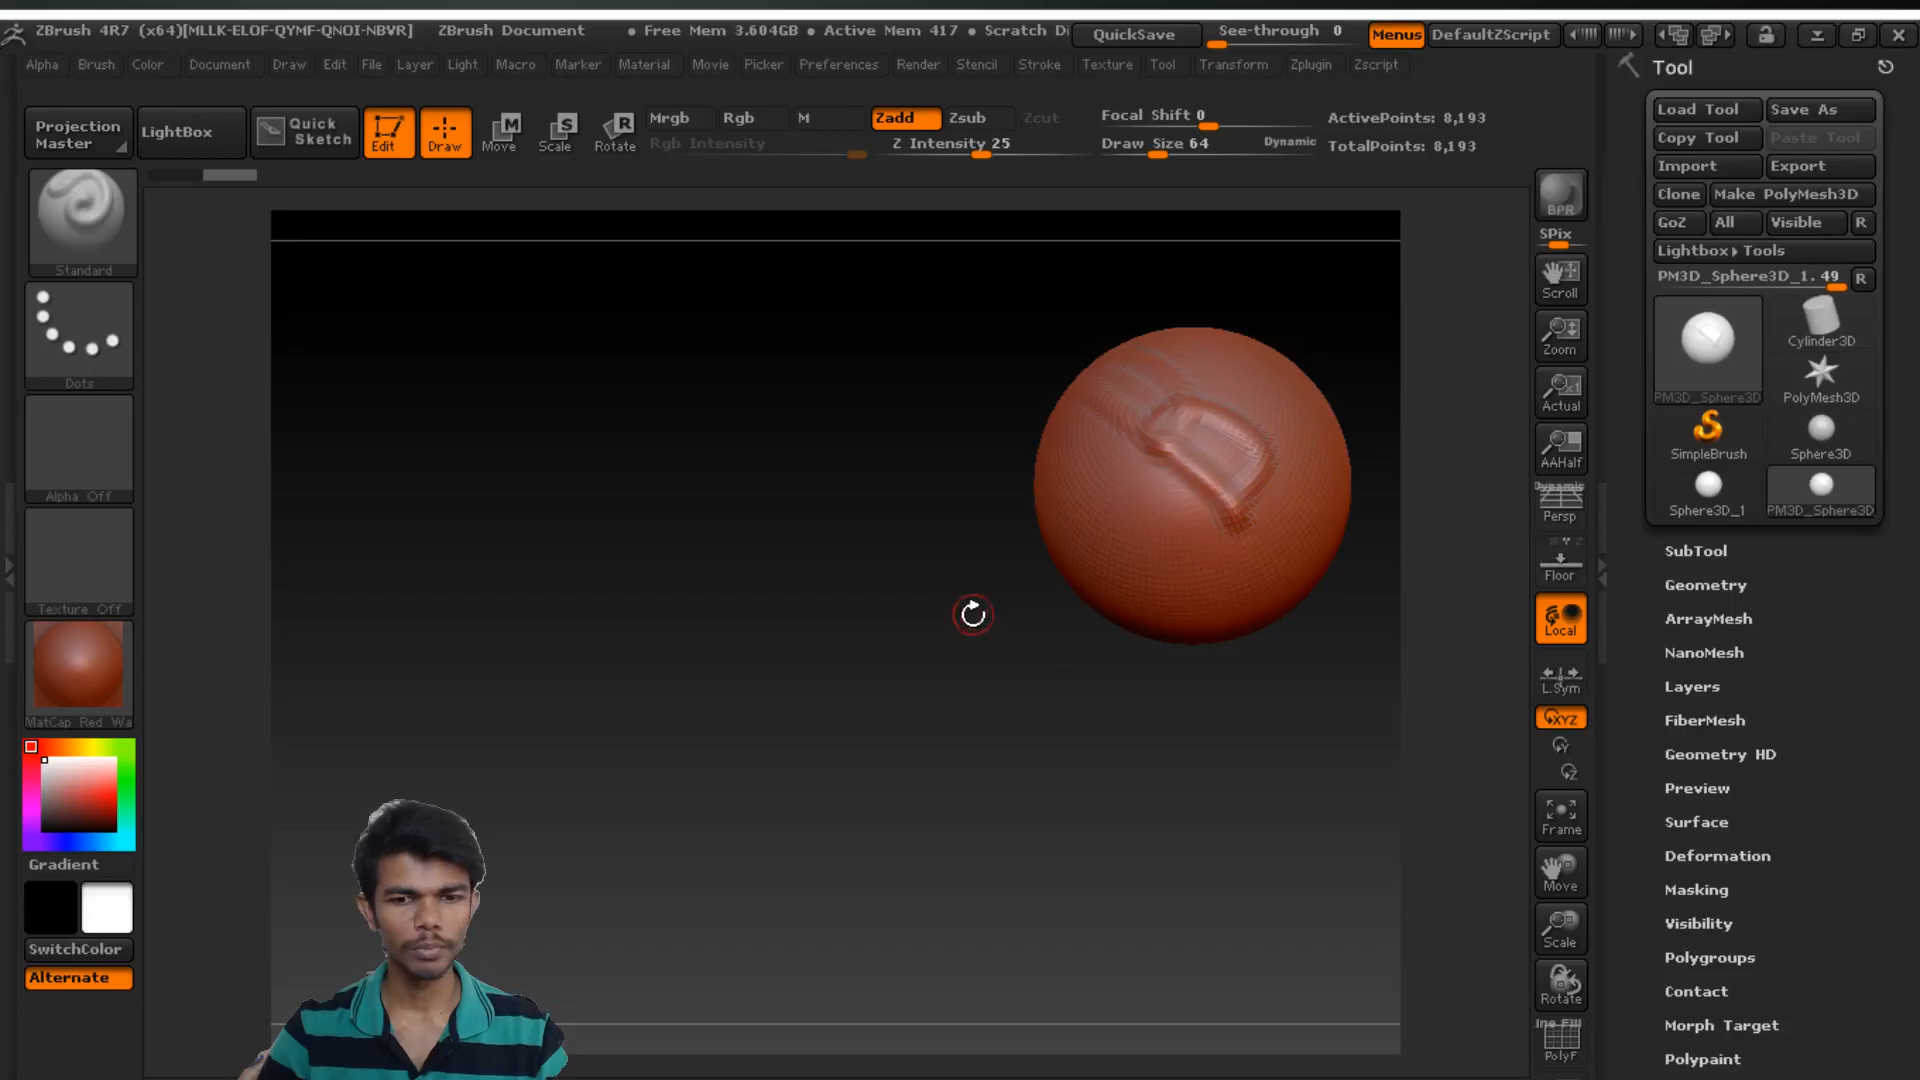 ZBrush 4R7 (x64)[MLLK-ELOF-QYMF-QNOI-NBVR] ZBrush Document • Free Mem 3.604GB • Active Mem 417 • Scratch Di QuickSave See-through 0 Menus DefaultZScript
Alpha Brush Color Document Draw Edit File Layer Light Macro Marker Material Movie Picker Preferences Render Stencil Stroke Texture Tool Transform Zplugin Zscript
Projection Master
LightBox
Quick Sketch
Edit
Draw
Move
Scale
Rotate
Mrgb Rgb M
Rgb Intensity
Zadd Zsub Zcut
Z Intensity 25
Focal Shift 0
Draw Size 64 Dynamic
ActivePoints: 8,193
TotalPoints: 8,193
Standard
Dots
Alpha Off
Texture Off
MatCap Red Wa
Gradient
SwitchColor
Alternate
BPR
SPix
Scroll
Zoom
Actual
AAHalf
Dynamic
Persp
Floor
Local
L.Sym
XYZ
Frame
Move
Scale
Rotate
PolyF
Tool
Load Tool Save As
Copy Tool Paste Tool
Import Export
Clone Make PolyMesh3D
GoZ All Visible R
Lightbox▸Tools
PM3D_Sphere3D_1. 49 R
PM3D_Sphere3D
Cylinder3D
PolyMesh3D
SimpleBrush
Sphere3D
Sphere3D_1
PM3D_Sphere3D
SubTool
Geometry
ArrayMesh
NanoMesh
Layers
FiberMesh
Geometry HD
Preview
Surface
Deformation
Masking
Visibility
Polygroups
Contact
Morph Target
Polypaint